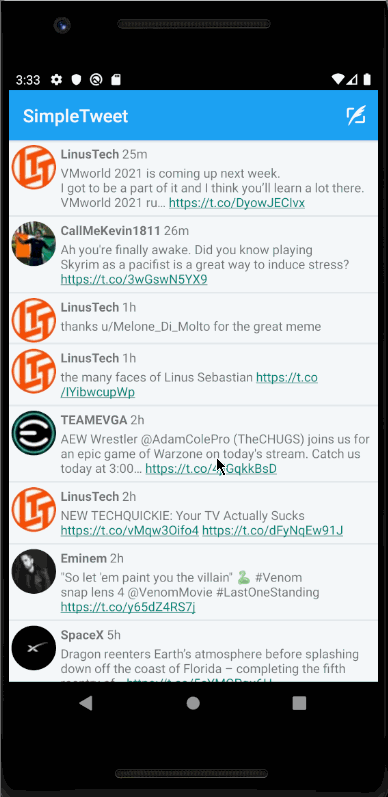 3:33
SimpleTweet
LinusTech 25m
VMworld 2021 is coming up next week.
I got to be a part of it and I think you'll learn a lot there.
VMworld 2021 ru… https://t.co/DyowJEClvx
CallMeKevin1811 26m
Ah you're finally awake. Did you know playing
Skyrim as a pacifist is a great way to induce stress?
https://t.co/3wGswN5YX9
LinusTech 1h
thanks u/Melone_Di_Molto for the great meme
LinusTech 1h
the many faces of Linus Sebastian https://t.co
/lYibwcupWp
TEAMEVGA 2h
AEW Wrestler @AdamColePro (TheCHUGS) joins us for
an epic game of Warzone on today's stream. Catch us
today at 3:00…
LinusTech 2h
NEW TECHQUICKIE: Your TV Actually Sucks
https://t.co/vMqw3Oifo4 https://t.co/dFyNqEw91J
Eminem 2h
"So let 'em paint you the villain" 🐍 #Venom
snap lens 4 @VenomMovie #LastOneStanding
https://t.co/y65dZ4RS7j
SpaceX 5h
Dragon reenters Earth's atmosphere before splashing
down off the coast of Florida – completing the fifth